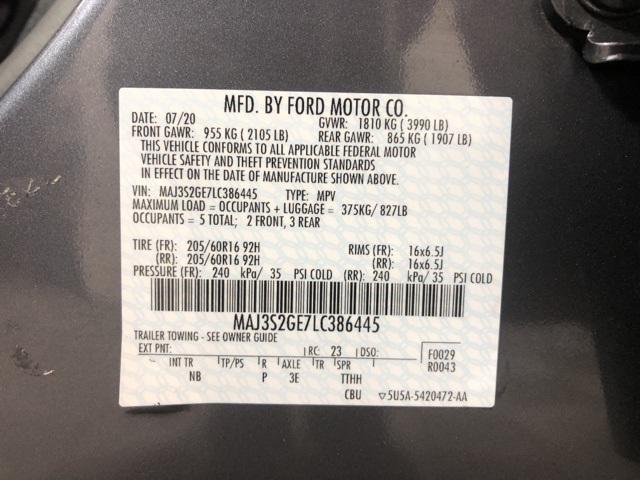 MFD. BY FORD MOTOR CO.
DATE: 07/20 GVWR: 1810 KG ( 3990 LB)
FRONT GAWR: 955 KG ( 2105 LB) REAR GAWR: 865 KG ( 1907 LB)
THIS VEHICLE CONFORMS TO ALL APPLICABLE FEDERAL MOTOR
VEHICLE SAFETY AND THEFT PREVENTION STANDARDS
IN EFFECT ON THE DATE OF MANUFACTURE SHOWN ABOVE.
VIN: MAJ3S2GE7LC386445 TYPE: MPV
MAXIMUM LOAD = OCCUPANTS + LUGGAGE = 375KG/ 827LB
OCCUPANTS = 5 TOTAL; 2 FRONT, 3 REAR
TIRE (FR): 205/60R16 92H RIMS (FR): 16x6.5J
(RR): 205/60R16 92H (RR): 16x6.5J
PRESSURE (FR): 240 kPa/ 35 PSI COLD (RR): 240 kPa/ 35 PSI COLD
MAJ3S2GE7LC386445
TRAILER TOWING - SEE OWNER GUIDE
EXT PNT: RC: 23 DSO: F0029
INT TR TP/PS R AXLE TR SPR R0043
NB P 3E TTHH
CBU ▽5U5A-5420472-AA